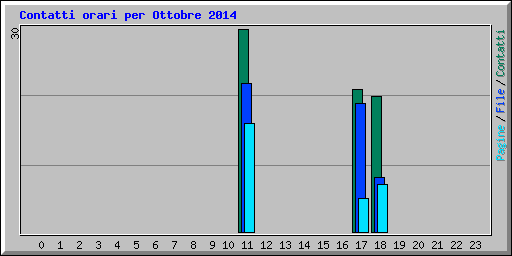 Contatti orari per Ottobre 2014
30
Pagine / File / Contatti
0 1 2 3 4 5 6 7 8 9 10 11 12 13 14 15 16 17 18 19 20 21 22 23